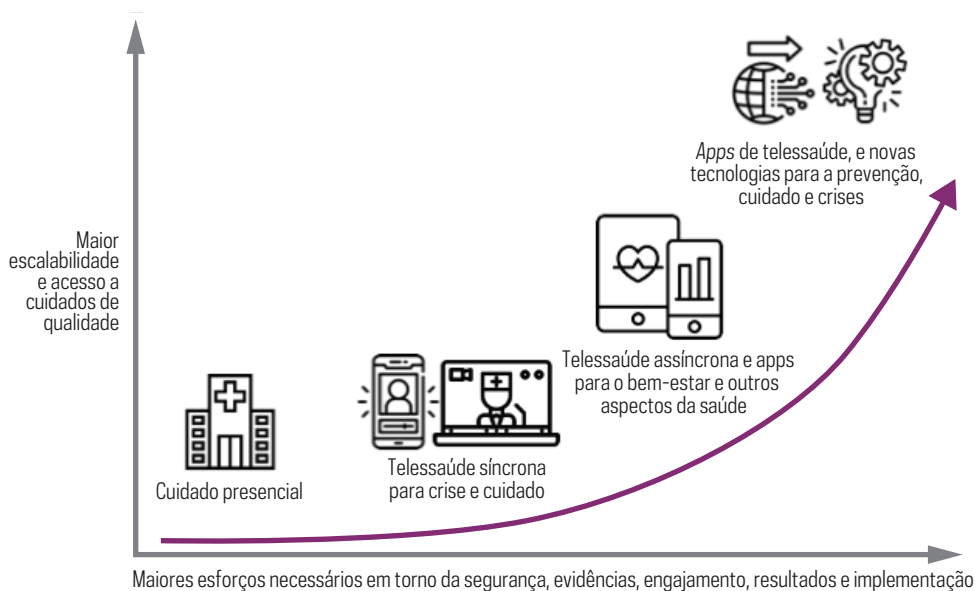 Apps de telessaúde, e novas
tecnologias para a prevenção,
cuidado e crises
Maior
escalabilidade
e acesso a
cuidados de
qualidade
Telessaúde assíncrona e apps
para o bem-estar e outros
aspectos da saúde
Telessaúde síncrona
para crise e cuidado
Cuidado presencial
Maiores esforços necessários em torno da segurança, evidências, engajamento, resultados e implementação